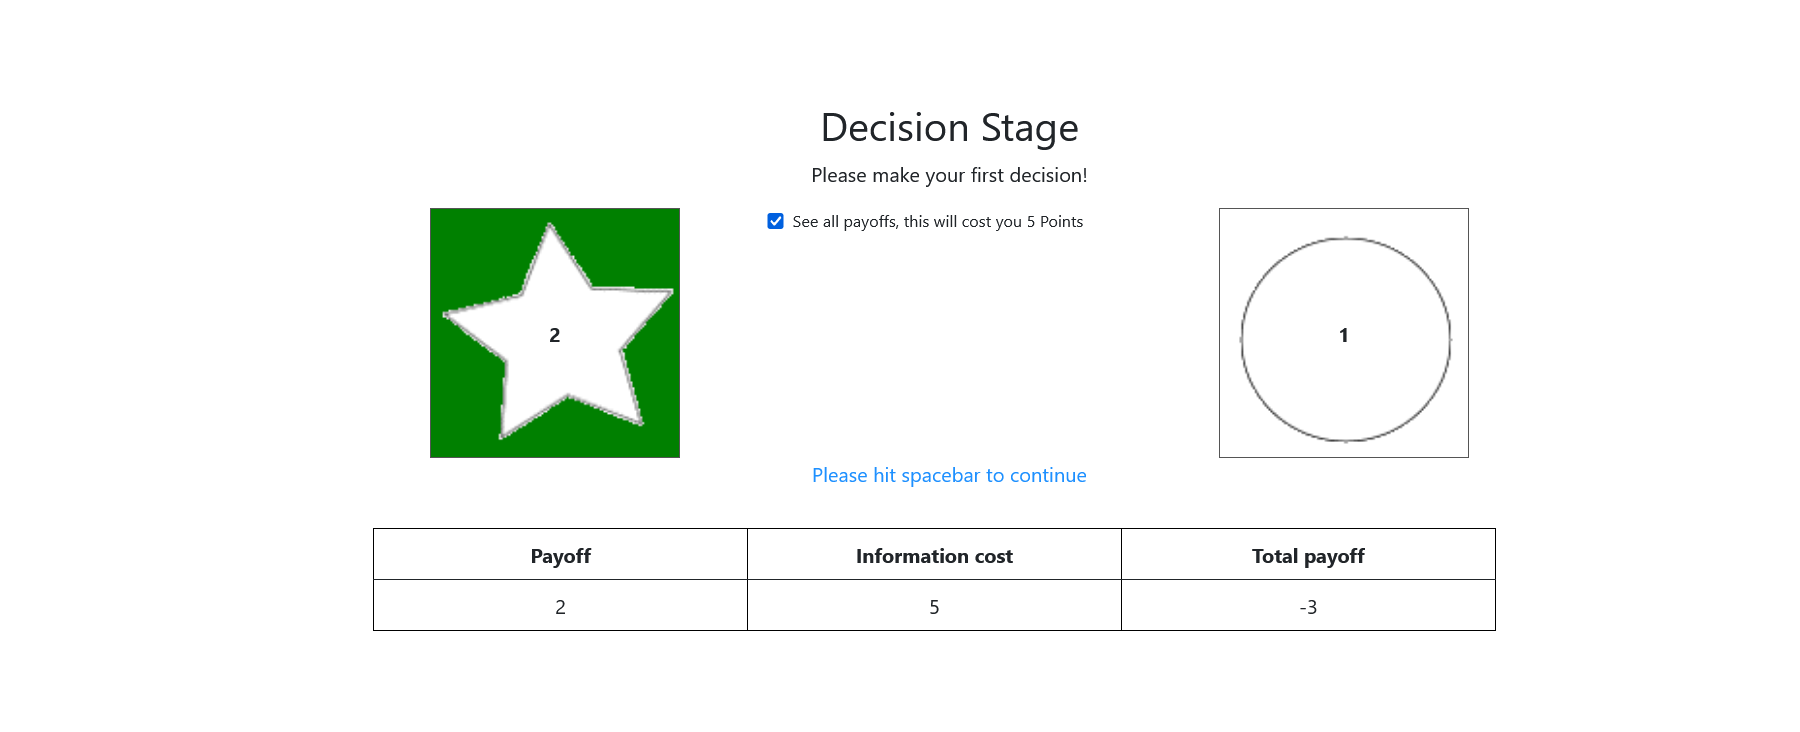 Decision Stage
Please make your first decision!
See all payoffs, this will cost you 5 Points
2
1
Please hit spacebar to continue
Payoff Information cost Total payoff
2 5 -3